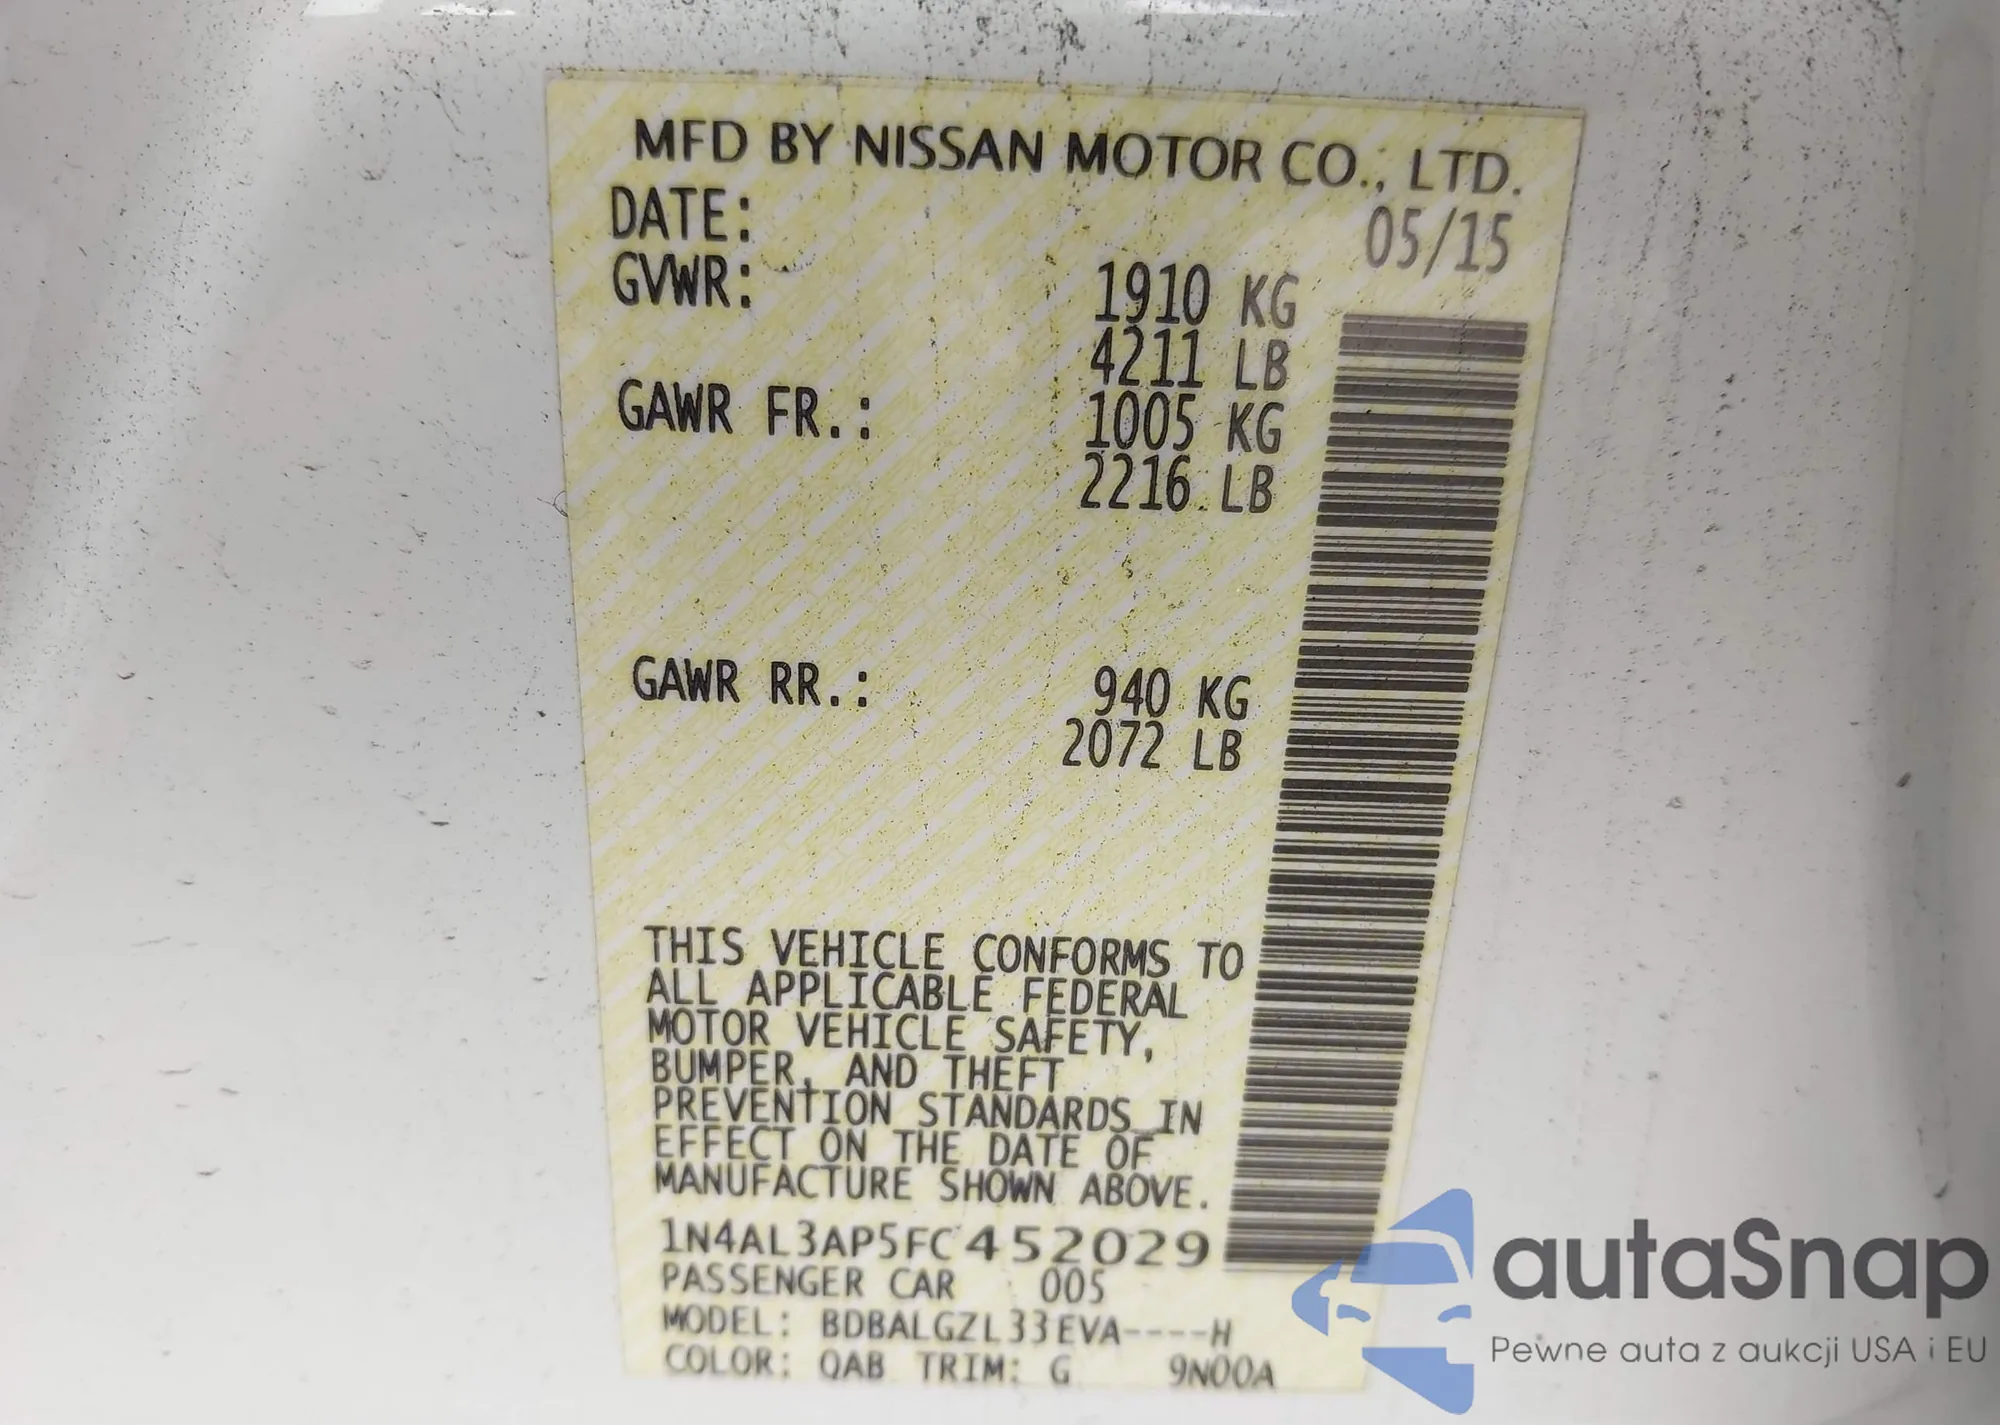 MFD BY NISSAN MOTOR CO., LTD.
DATE: 05/15
GVWR: 1910 KG
4211 LB
GAWR FR.: 1005 KG
2216 LB
GAWR RR.: 940 KG
2072 LB
THIS VEHICLE CONFORMS TO
ALL APPLICABLE FEDERAL
MOTOR VEHICLE SAFETY,
BUMPER, AND THEFT
PREVENTION STANDARDS IN
EFFECT ON THE DATE OF
MANUFACTURE SHOWN ABOVE.
1N4AL3AP5FC452029
PASSENGER CAR 005
MODEL: BDBALGZL33EVA----H
COLOR: QAB TRIM: G 9N00A
autaSnap
Pewne auta z aukcji USA i EU